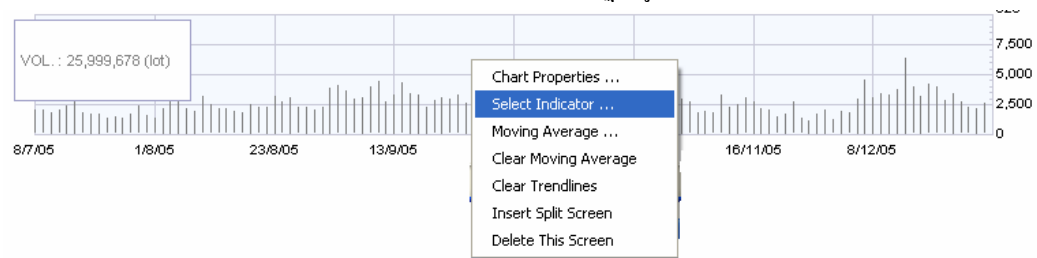 7,500
VOL. : 25,999,678 (lot)
Chart Properties ...
5,000
Select Indicator ...
2,500
Moving Average ...
0
8/7/05 1/8/05 23/8/05 13/9/05 16/11/05 8/12/05
Clear Moving Average
Clear Trendlines
Insert Split Screen
Delete This Screen